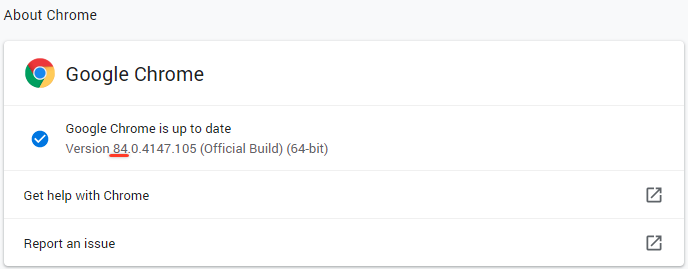 About Chrome
Google Chrome
Google Chrome is up to date
Version 84.0.4147.105 (Official Build) (64-bit)
Get help with Chrome
Report an issue